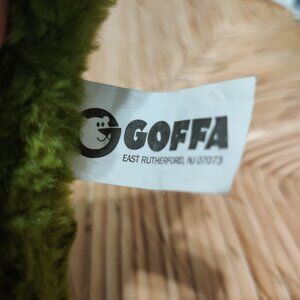 GOFFA
EAST RUTHERFORD, NJ 07073